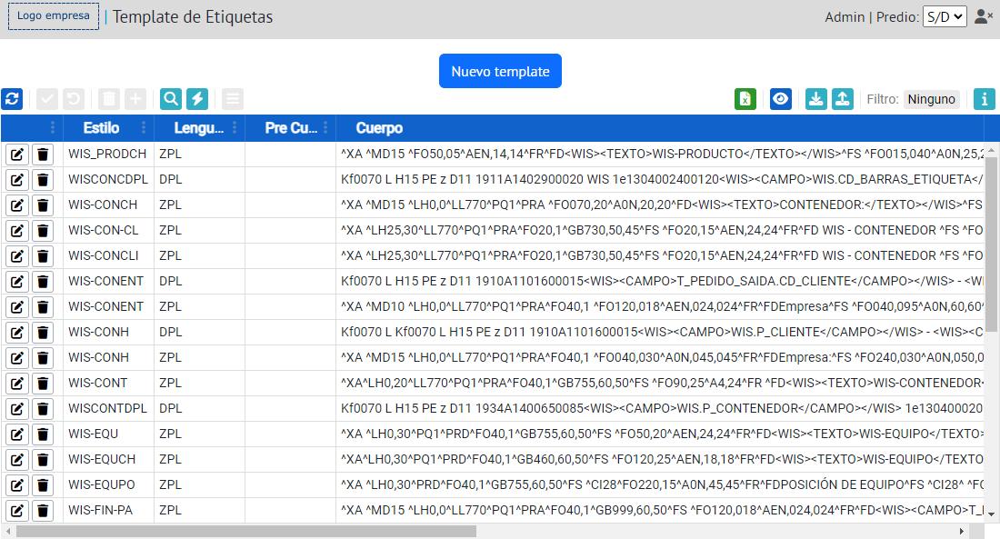 Logo empresa | Template de Etiquetas Admin | Predio: S/D
Nuevo template
Filtro: Ninguno
Estilo Lengu... Pre Cu... Cuerpo
WIS_PRODCH ZPL ^XA ^MD15 ^FO50,05^AEN,14,14^FR^FD<WIS><TEXTO>WIS-PRODUCTO</TEXTO></WIS>^FS ^FO015,040^A0N,25,2
WISCONCDPL DPL Kf0070 L H15 PE z D11 1911A1402900020 WIS 1e1304002400120<WIS><CAMPO>WIS.CD_BARRAS_ETIQUETA</
WIS-CONCH ZPL ^XA ^MD15 ^LH0,0^LL770^PQ1^PRA ^FO070,20^A0N,20,20^FD<WIS><TEXTO>CONTENEDOR:</TEXTO></WIS>^FS
WIS-CON-CL ZPL ^XA ^LH25,30^LL770^PQ1^PRA^FO20,1^GB730,50,45^FS ^FO20,15^AEN,24,24^FR^FD WIS - CONTENEDOR ^FS ^FO
WIS-CONCLI ZPL ^XA ^LH25,30^LL770^PQ1^PRA^FO20,1^GB730,50,45^FS ^FO20,15^AEN,24,24^FR^FD WIS - CONTENEDOR ^FS ^FO
WIS-CONENT DPL Kf0070 L H15 PE z D11 1910A1101600015<WIS><CAMPO>T_PEDIDO_SAIDA.CD_CLIENTE</CAMPO></WIS> - <WI
WIS-CONENT ZPL ^XA ^MD10 ^LH0,0^LL770^PQ1^PRA^FO40,1 ^FO120,018^AEN,024,024^FR^FDEmpresa^FS ^FO040,095^A0N,60,60^
WIS-CONH DPL Kf0070 L Kf0070 L H15 PE z D11 1910A1101600015<WIS><CAMPO>WIS.P_CLIENTE</CAMPO></WIS> - <WIS><C
WIS-CONH ZPL ^XA ^MD15 ^LH0,0^LL770^PQ1^PRA^FO40,1 ^FO040,030^A0N,045,045^FR^FDEmpresa:^FS ^FO240,030^A0N,050,0
WIS-CONT ZPL ^XA^LH0,20^LL770^PQ1^PRA^FO40,1^GB755,60,50^FS ^FO90,25^A4,24^FR ^FD<WIS><TEXTO>WIS-CONTENEDOR<
WISCONTDPL DPL Kf0070 L H15 PE z D11 1934A1400650085<WIS><CAMPO>WIS.P_CONTENEDOR</CAMPO></WIS> 1e130400020
WIS-EQU ZPL ^XA ^LH0,30^PQ1^PRD^FO40,1^GB755,60,50^FS ^FO50,20^AEN,24,24^FR^FD<WIS><TEXTO>WIS-EQUIPO</TEXTO>
WIS-EQUCH ZPL ^XA^LH0,30^PQ1^PRD^FO40,1^GB460,60,50^FS ^FO120,25^AEN,18,18^FR^FD<WIS><TEXTO>WIS-EQUIPO</TEXTO
WIS-EQUPO ZPL ^XA ^LH0,30^PRD^FO40,1^GB755,60,50^FS ^CI28^FO220,15^A0N,45,45^FR^FDPOSICIÓN DE EQUIPO^FS ^CI28^ ^FO
WIS-FIN-PA ZPL ^XA ^MD15 ^LH0,0^LL770^PQ1^PRA^FO40,1^GB999,60,50^FS ^FO120,018^AEN,024,024^FR^FD<WIS><CAMPO>T_